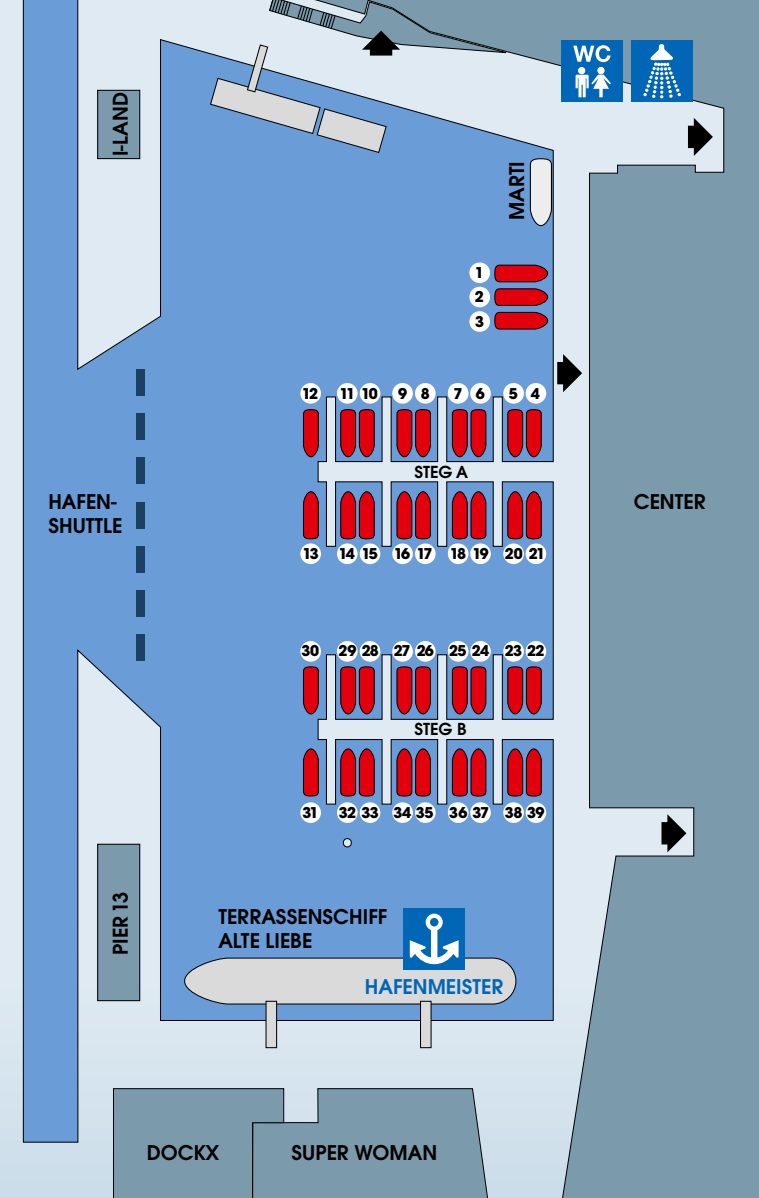 WC
I-LAND
MARTI
1
2
3
12 11 10 9 8 7 6 5 4
STEG A
HAFEN-
SHUTTLE
CENTER
13 14 15 16 17 18 19 20 21
30 29 28 27 26 25 24 23 22
STEG B
31 32 33 34 35 36 37 38 39
PIER 13
TERRASSENSCHIFF
ALTE LIEBE
HAFENMEISTER
DOCKX
SUPER WOMAN